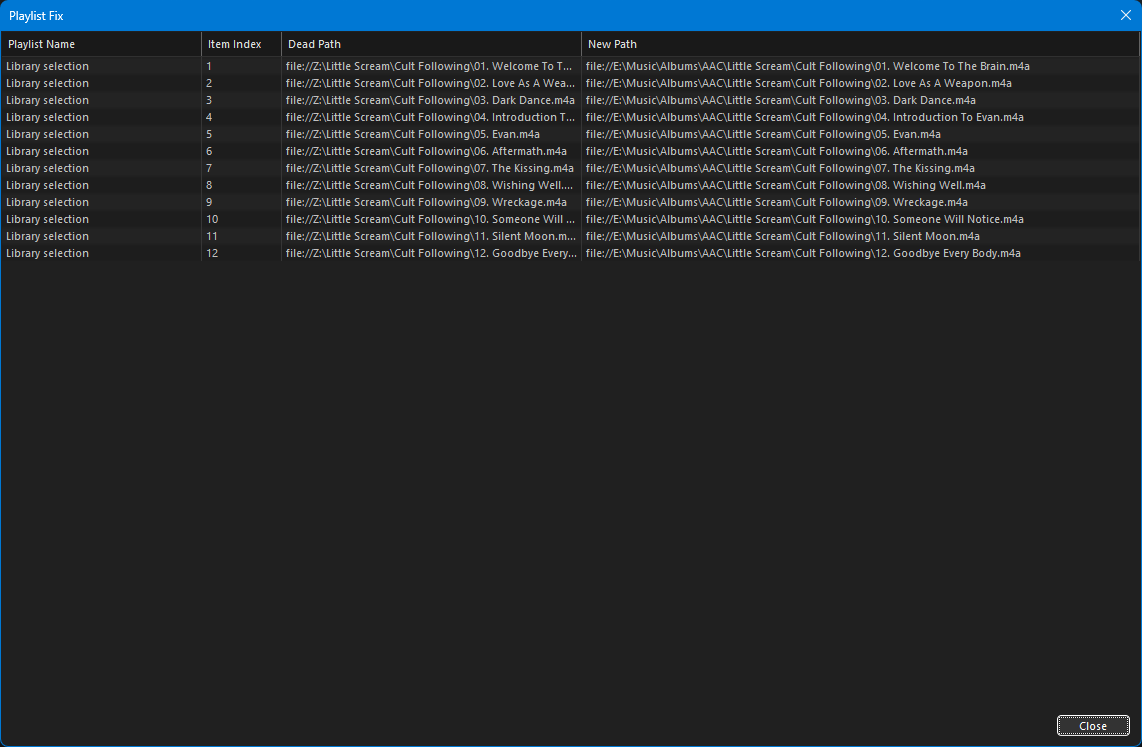 Playlist Fix
Playlist Name Item Index Dead Path New Path
Library selection 1 file://Z:\Little Scream\Cult Following\01. Welcome To T... file://E:\Music\Albums\AAC\Little Scream\Cult Following\01. Welcome To The Brain.m4a
Library selection 2 file://Z:\Little Scream\Cult Following\02. Love As A Wea... file://E:\Music\Albums\AAC\Little Scream\Cult Following\02. Love As A Weapon.m4a
Library selection 3 file://Z:\Little Scream\Cult Following\03. Dark Dance.m4a file://E:\Music\Albums\AAC\Little Scream\Cult Following\03. Dark Dance.m4a
Library selection 4 file://Z:\Little Scream\Cult Following\04. Introduction T... file://E:\Music\Albums\AAC\Little Scream\Cult Following\04. Introduction To Evan.m4a
Library selection 5 file://Z:\Little Scream\Cult Following\05. Evan.m4a file://E:\Music\Albums\AAC\Little Scream\Cult Following\05. Evan.m4a
Library selection 6 file://Z:\Little Scream\Cult Following\06. Aftermath.m4a file://E:\Music\Albums\AAC\Little Scream\Cult Following\06. Aftermath.m4a
Library selection 7 file://Z:\Little Scream\Cult Following\07. The Kissing.m4a file://E:\Music\Albums\AAC\Little Scream\Cult Following\07. The Kissing.m4a
Library selection 8 file://Z:\Little Scream\Cult Following\08. Wishing Well.... file://E:\Music\Albums\AAC\Little Scream\Cult Following\08. Wishing Well.m4a
Library selection 9 file://Z:\Little Scream\Cult Following\09. Wreckage.m4a file://E:\Music\Albums\AAC\Little Scream\Cult Following\09. Wreckage.m4a
Library selection 10 file://Z:\Little Scream\Cult Following\10. Someone Will ... file://E:\Music\Albums\AAC\Little Scream\Cult Following\10. Someone Will Notice.m4a
Library selection 11 file://Z:\Little Scream\Cult Following\11. Silent Moon.m... file://E:\Music\Albums\AAC\Little Scream\Cult Following\11. Silent Moon.m4a
Library selection 12 file://Z:\Little Scream\Cult Following\12. Goodbye Every... file://E:\Music\Albums\AAC\Little Scream\Cult Following\12. Goodbye Every Body.m4a
Close